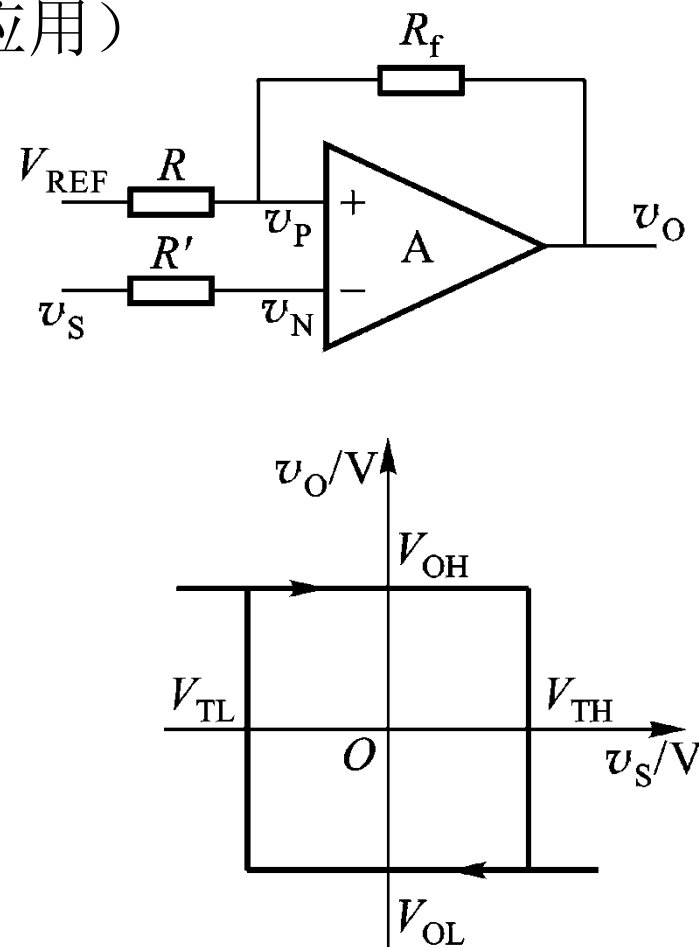 应用）
R_f
V_REF R
v_P + A v_O
R′
v_S v_N −
v_O/V
V_OH
V_TL V_TH
O v_S/V
V_OL